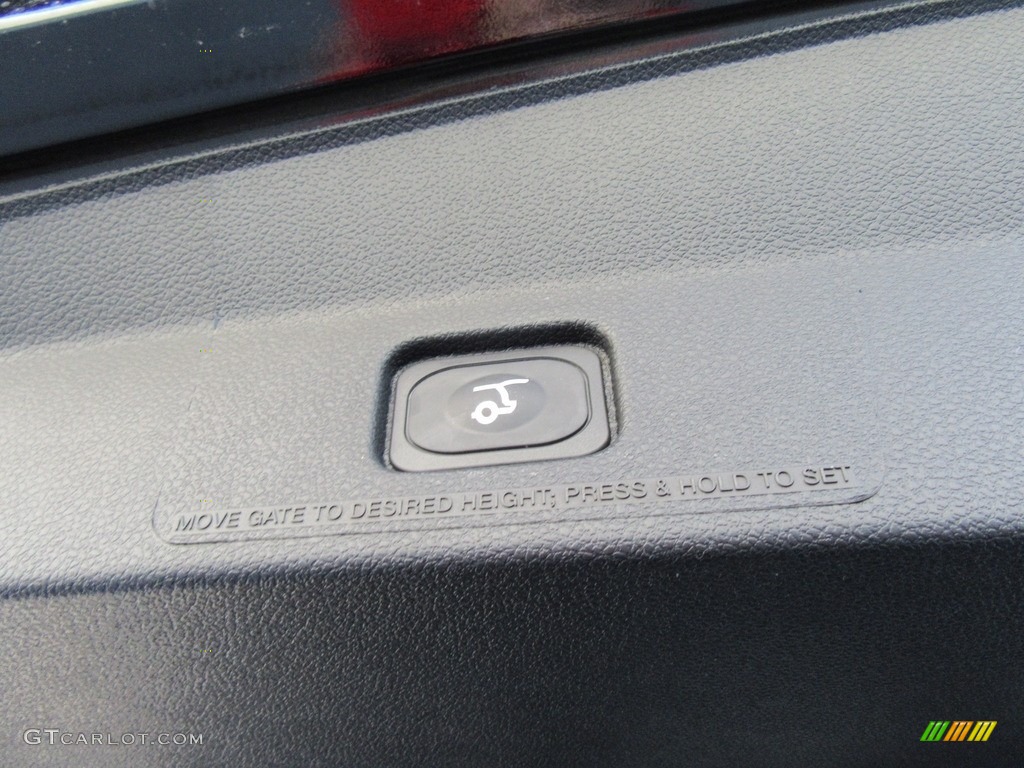 MOVE GATE TO DESIRED HEIGHT; PRESS & HOLD TO SET
GTCARLOT.COM